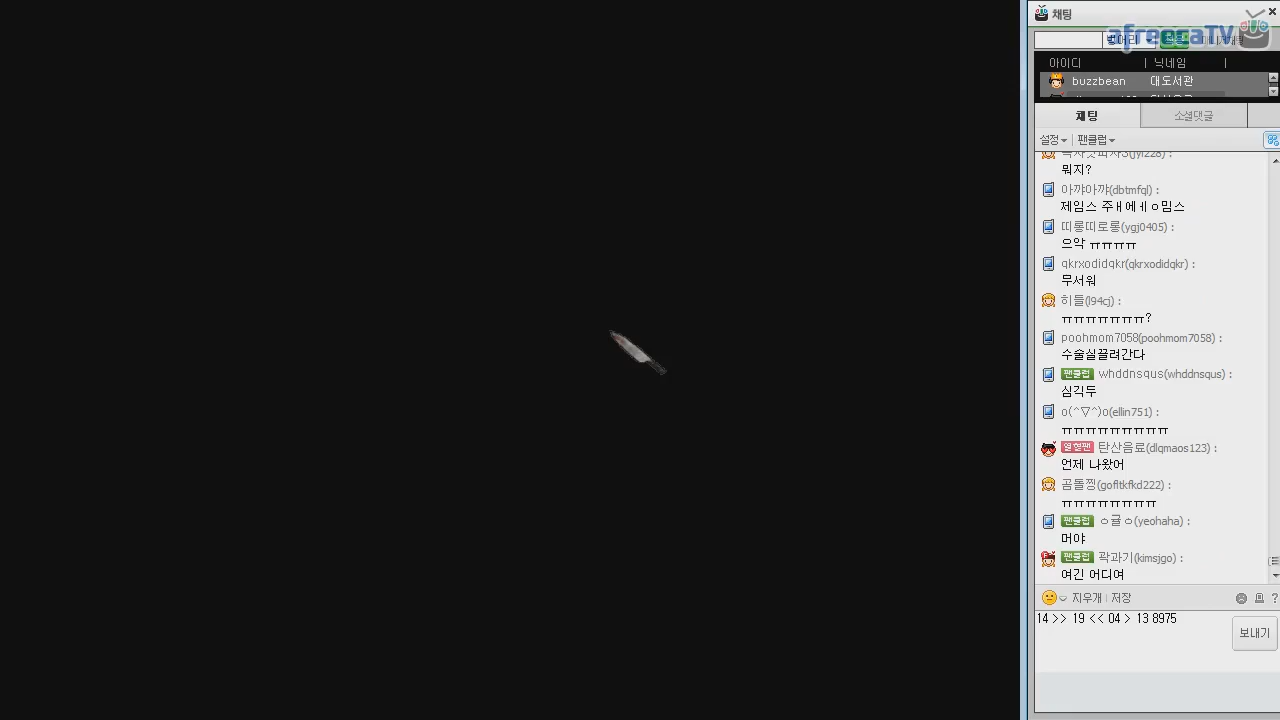 채팅
afreecaTV
아이디 닉네임
buzzbean 대도서관
채팅 소셜댓글
설정 팬클럽
뭐지?
아꺄아꺄(dbtmfql) :
제임스 주ㅐ에ㅔㅇ밈스
띠롱띠로롱(ygj0405) :
으악 ㅠㅠㅠㅠ
qkrxodidqkr(qkrxodidqkr) :
무서워
히들(l94cj) :
ㅠㅠㅠㅠㅠㅠㅠ?
poohmom7058(poohmom7058) :
수술실끌려간다
팬클럽 whddnsqus(whddnsqus) :
심긱두
o(^▽^)o(ellin751) :
ㅠㅠㅠㅠㅠㅠㅠㅠㅠ
열혈팬 탄산음료(dlqmaos123) :
언제 나왔어
곰돌찡(gofltkfkd222) :
ㅠㅠㅠㅠㅠㅠㅠㅠ
팬클럽 ㅇ귤ㅇ(yeohaha) :
머야
팬클럽 곽과기(kimsjgo) :
여긴 어디여
지우개 | 저장
14 >> 19 << 04 > 13 8975
보내기